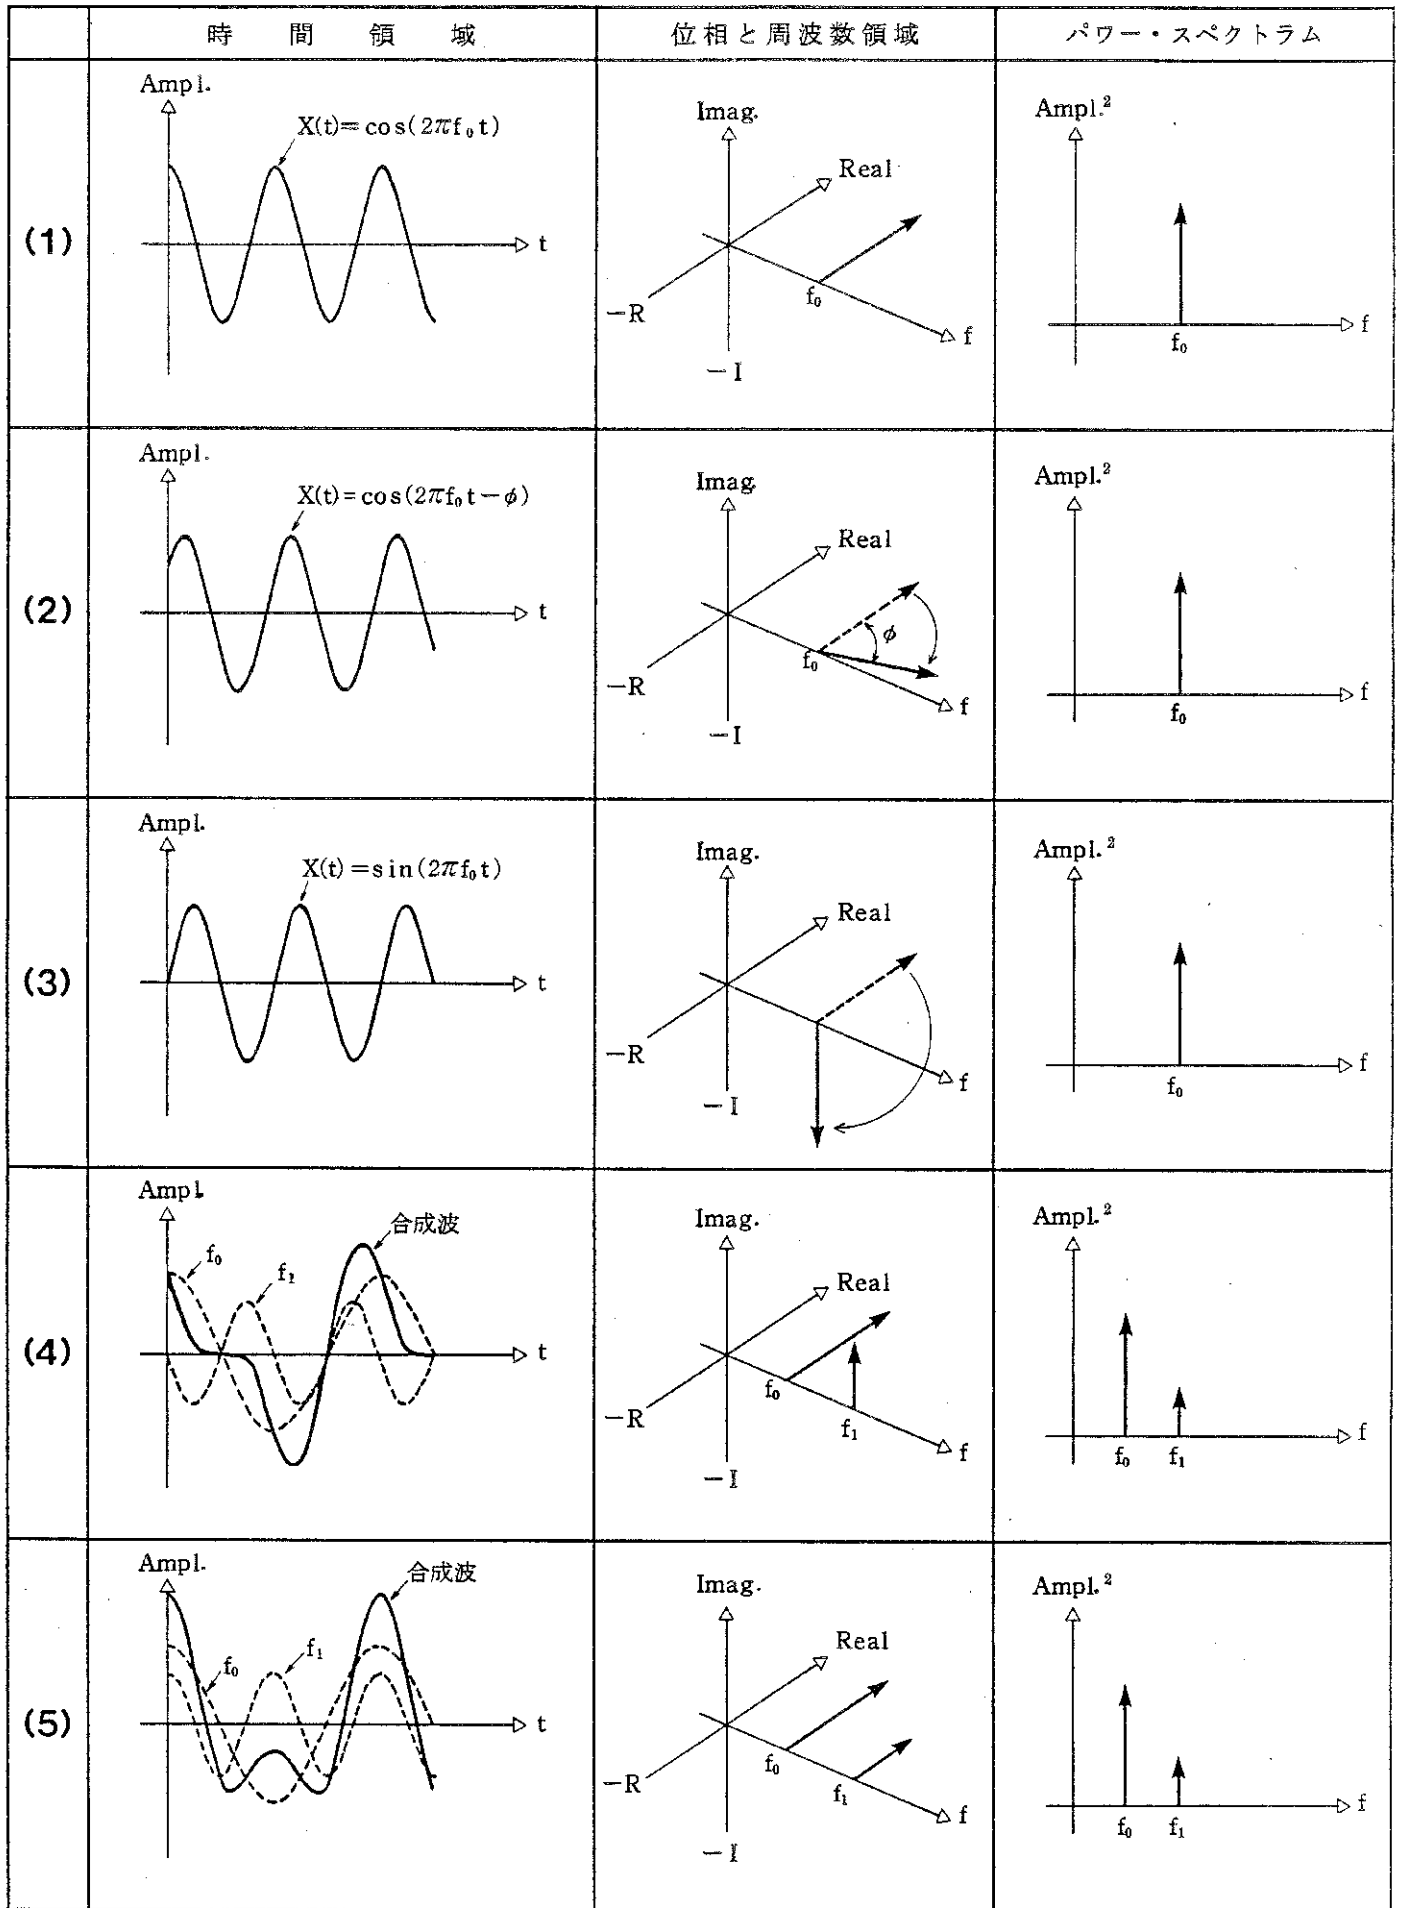 時間領域
位相と周波数領域
パワー・スペクトラム
(1)
Ampl.
X(t)=cos(2πf₀t)
t
Imag.
Real
f₀
−R
f
−I
Ampl.²
f
f₀
(2)
Ampl.
X(t)=cos(2πf₀t−φ)
t
Imag.
Real
φ
f₀
−R
f
−I
Ampl.²
f
f₀
(3)
Ampl.
X(t)=sin(2πf₀t)
t
Imag.
Real
−R
f
−I
Ampl.²
f
f₀
(4)
Ampl.
合成波
f₀
f₁
t
Imag.
Real
f₀
−R
f₁
f
−I
Ampl.²
f
f₀
f₁
(5)
Ampl.
合成波
f₀
f₁
t
Imag.
Real
f₀
−R
f₁
f
−I
Ampl.²
f
f₀
f₁